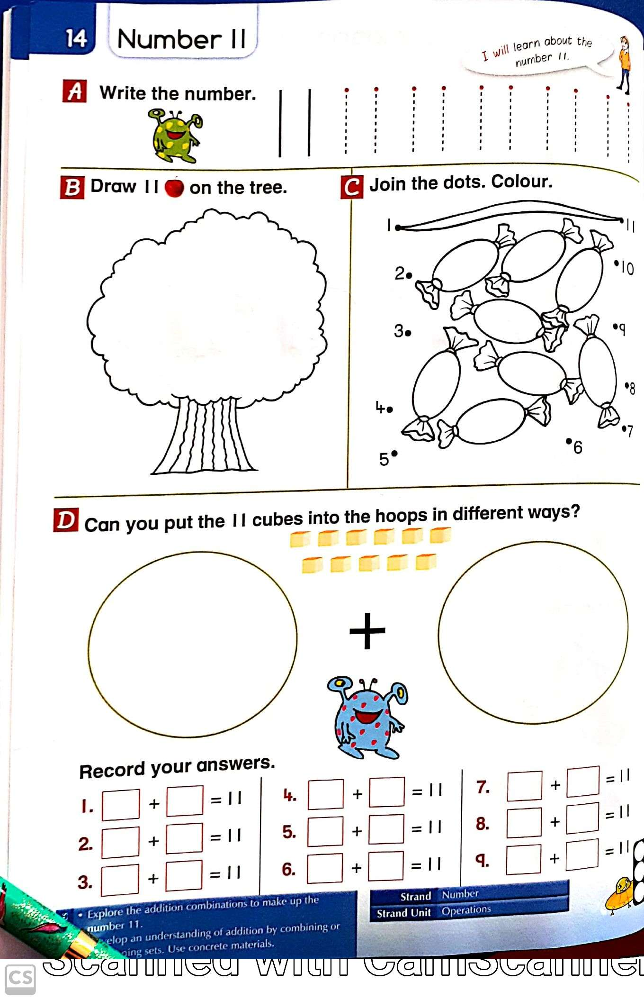 14 Number 11
I will learn about the
number 11.
A Write the number. 11
B Draw 11 on the tree.
C Join the dots. Colour.
1 11
2 10
3 9
4 8
5 6 7
D Can you put the 11 cubes into the hoops in different ways?
+
Record your answers.
1. + = 11
2. + = 11
3. + = 11
4. + = 11
5. + = 11
6. + = 11
7. + = 11
8. + = 11
9. + = 11
• Explore the addition combinations to make up the
number 11.
elop an understanding of addition by combining or
ning sets. Use concrete materials.
Strand Number
Strand Unit Operations
CS Scanned with CamScanner